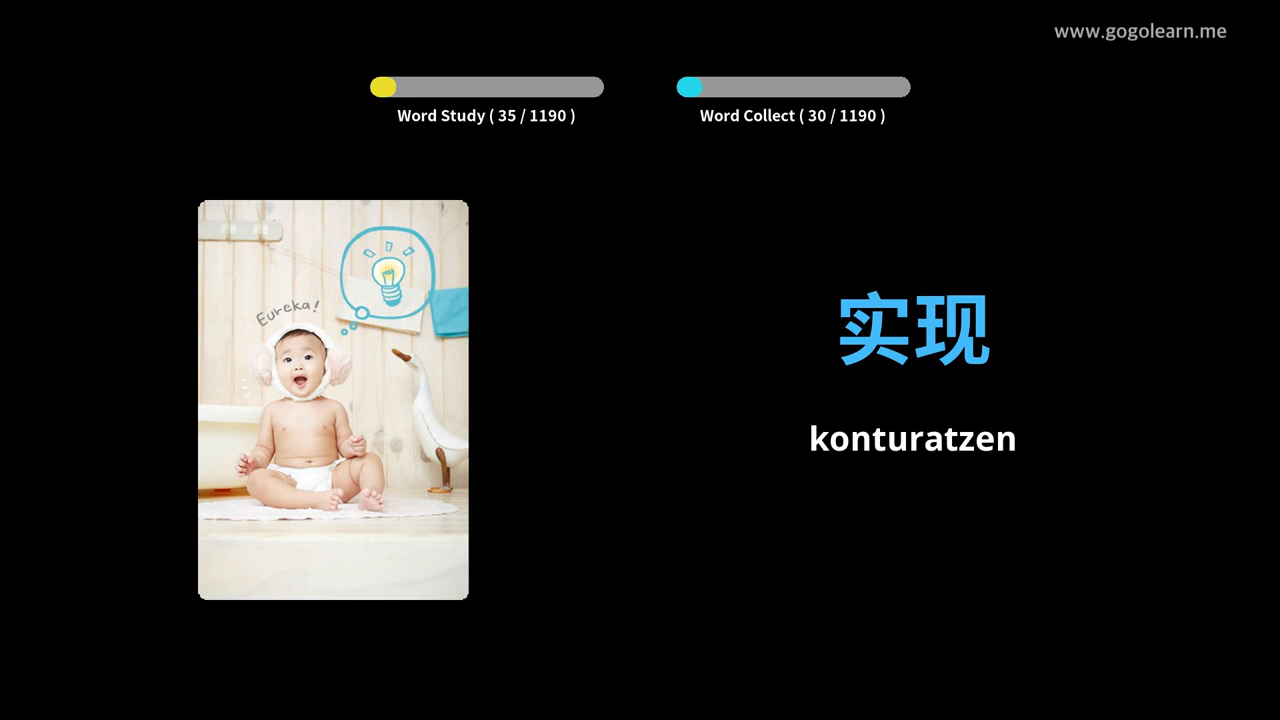 www.gogolearn.me
Word Study ( 35 / 1190 )
Word Collect ( 30 / 1190 )
Eureka!
实现
konturatzen